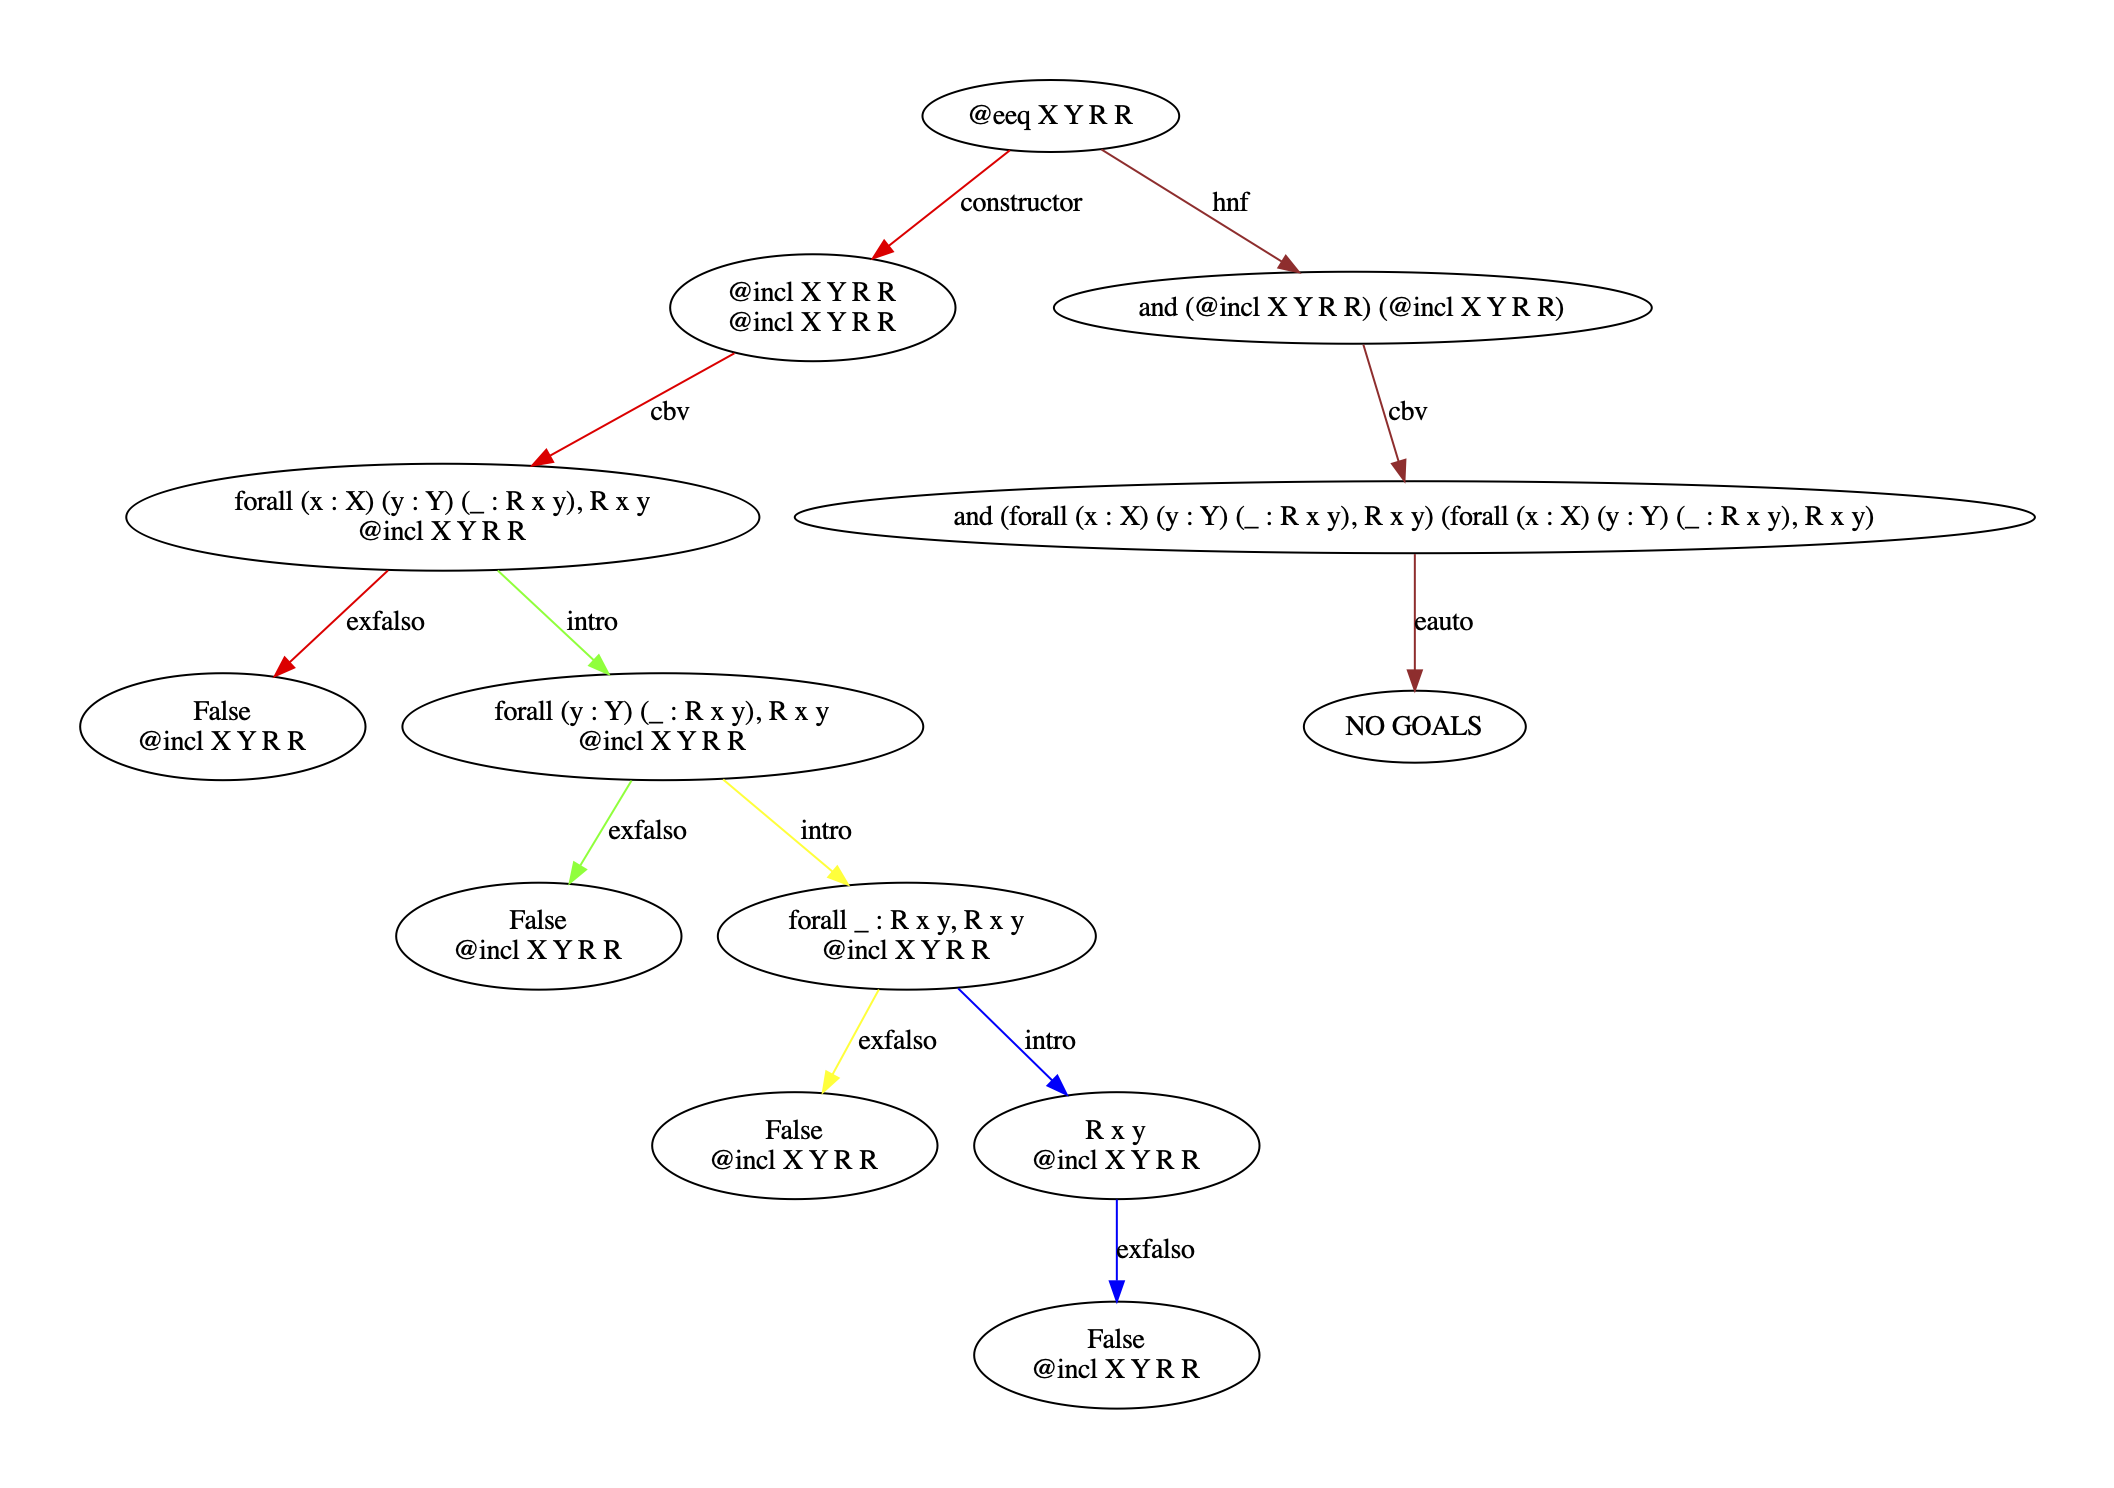 @eeq X Y R R
constructor
hnf
@incl X Y R R
@incl X Y R R
and (@incl X Y R R) (@incl X Y R R)
cbv
cbv
forall (x : X) (y : Y) (_ : R x y), R x y
@incl X Y R R
and (forall (x : X) (y : Y) (_ : R x y), R x y) (forall (x : X) (y : Y) (_ : R x y), R x y)
exfalso
intro
eauto
False
@incl X Y R R
forall (y : Y) (_ : R x y), R x y
@incl X Y R R
NO GOALS
exfalso
intro
False
@incl X Y R R
forall _ : R x y, R x y
@incl X Y R R
exfalso
intro
False
@incl X Y R R
R x y
@incl X Y R R
exfalso
False
@incl X Y R R